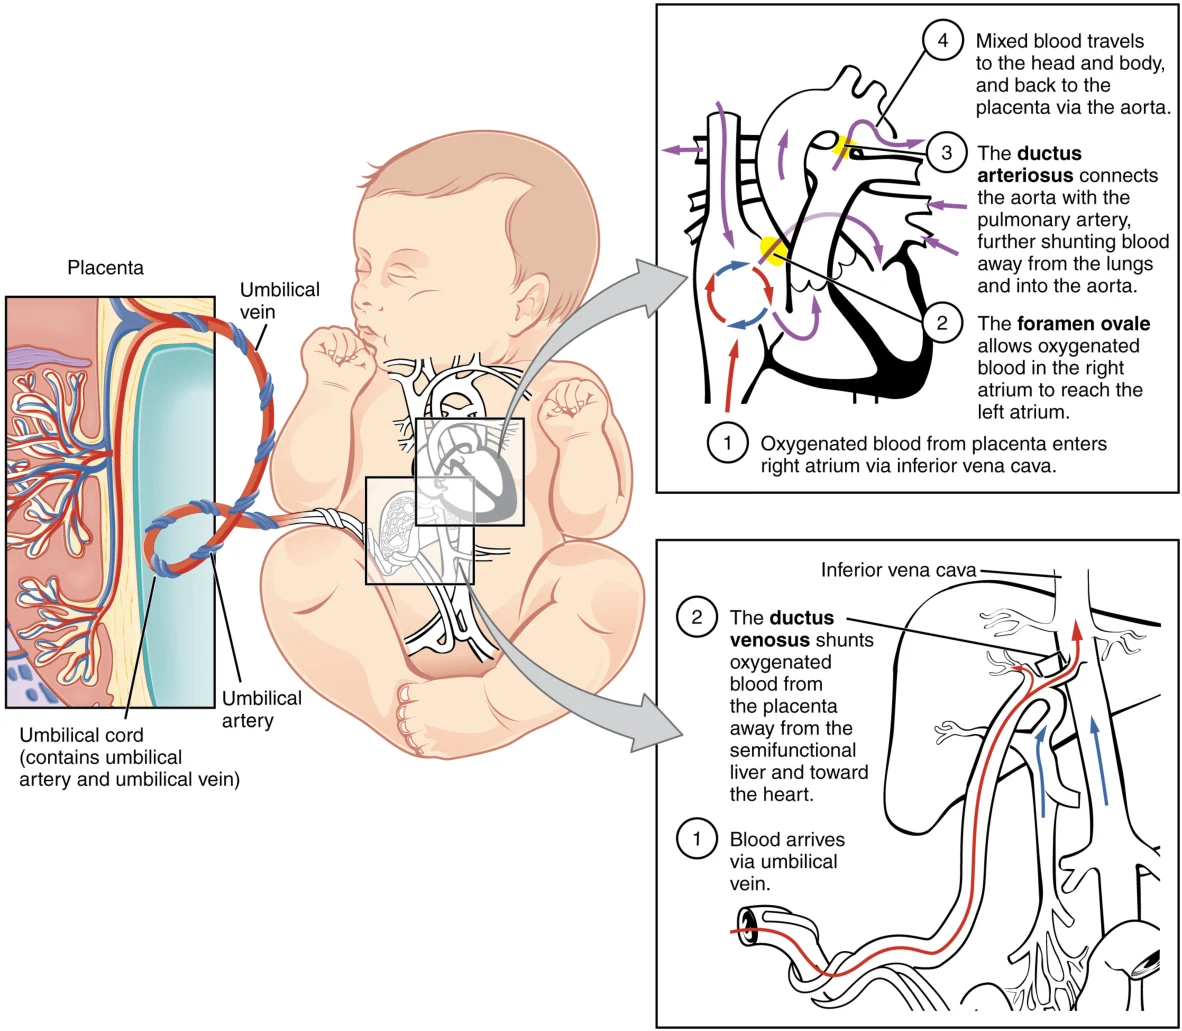 Placenta
Umbilical
vein
Umbilical
artery
Umbilical cord
(contains umbilical
artery and umbilical vein)
4
Mixed blood travels
to the head and body,
and back to the
placenta via the aorta.
3
The ductus
arteriosus connects
the aorta with the
pulmonary artery,
further shunting blood
away from the lungs
and into the aorta.
2
The foramen ovale
allows oxygenated
blood in the right
atrium to reach the
left atrium.
1
Oxygenated blood from placenta enters
right atrium via inferior vena cava.
Inferior vena cava
2
The ductus
venosus shunts
oxygenated
blood from
the placenta
away from the
semifunctional
liver and toward
the heart.
1
Blood arrives
via umbilical
vein.